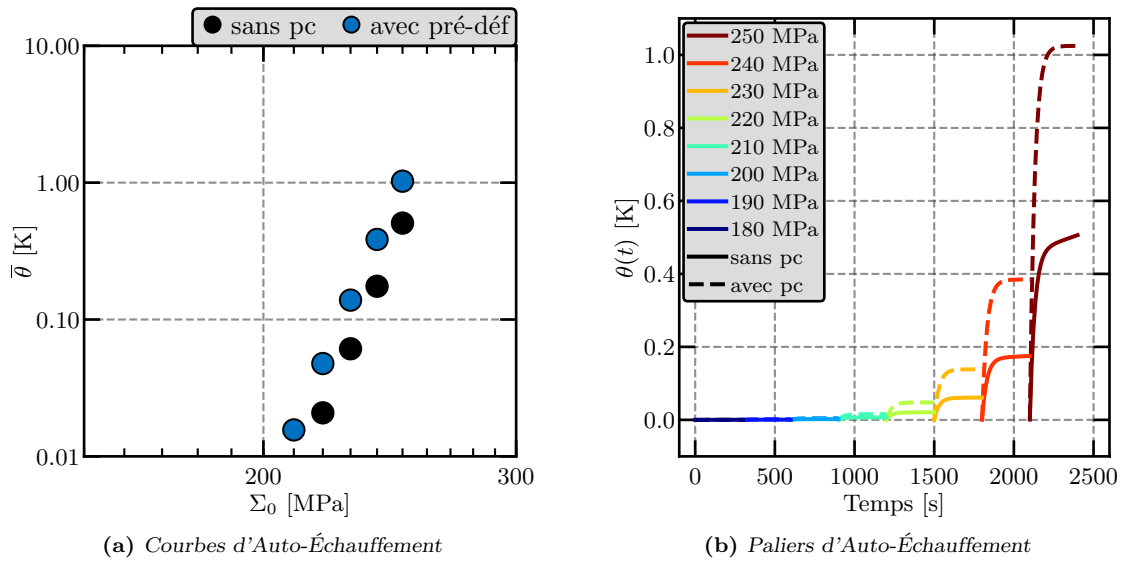 sans pc avec pré-déf
10.00
1.00
0.10
0.01
θ̅ [K]
200 300
Σ₀ [MPa]
(a) Courbes d'Auto-Échauffement
250 MPa
240 MPa
230 MPa
220 MPa
210 MPa
200 MPa
190 MPa
180 MPa
sans pc
avec pc
1.0
0.8
0.6
0.4
0.2
0.0
θ(t) [K]
0 500 1000 1500 2000 2500
Temps [s]
(b) Paliers d'Auto-Échauffement